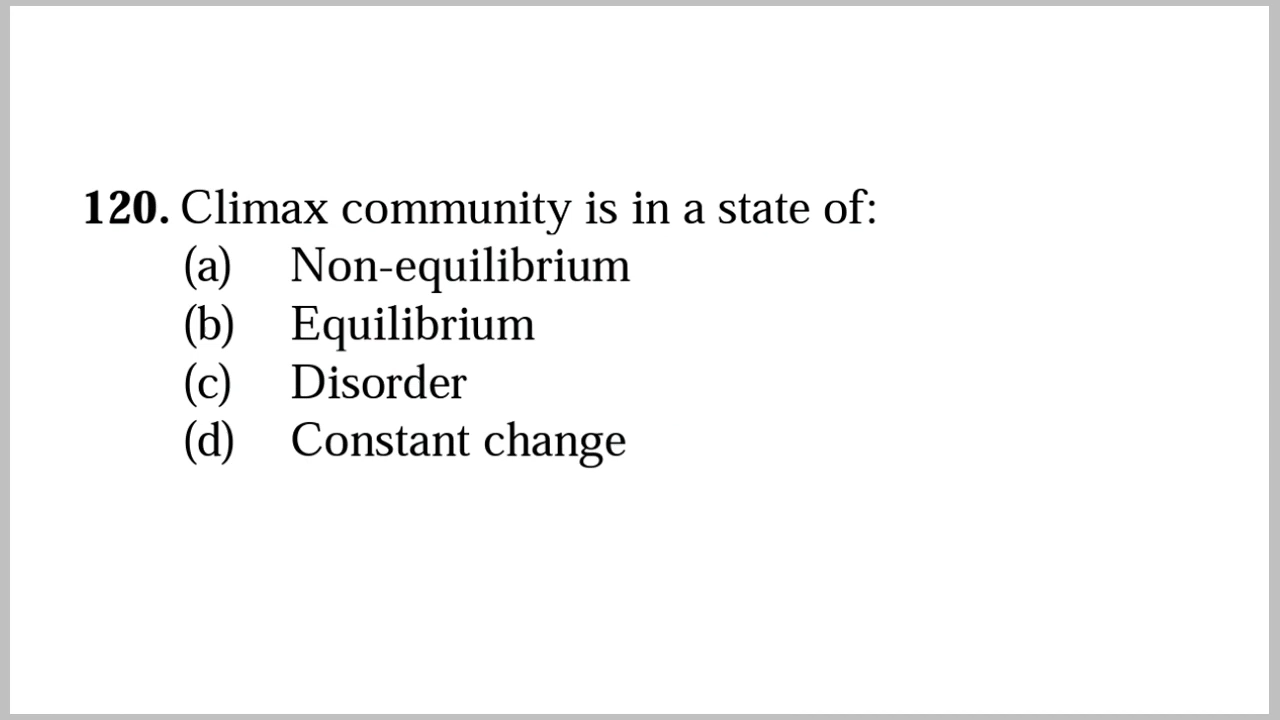 120. Climax community is in a state of:
(a) Non-equilibrium
(b) Equilibrium
(c) Disorder
(d) Constant change